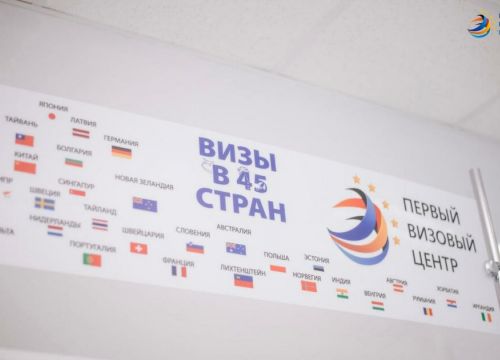 ЯПОНИЯ
ТАЙВАНЬ
ЛАТВИЯ
ГЕРМАНИЯ
КИТАЙ
БОЛГАРИЯ
НОВАЯ ЗЕЛАНДИЯ
СИНГАПУР
ШВЕЦИЯ
ТАИЛАНД
НИДЕРЛАНДЫ
ШВЕЙЦАРИЯ
СЛОВЕНИЯ
АВСТРАЛИЯ
ПОРТУГАЛИЯ
ФРАНЦИЯ
ЛИХТЕНШТЕЙН
ПОЛЬША
ЭСТОНИЯ
НОРВЕГИЯ
ИНДИЯ
ВЕНГРИЯ
АВСТРИЯ
РУМЫНИЯ
ХОРВАТИЯ
ИРЛАНДИЯ
ВИЗЫ
В 45
СТРАН
ПЕРВЫЙ
ВИЗОВЫЙ
ЦЕНТР